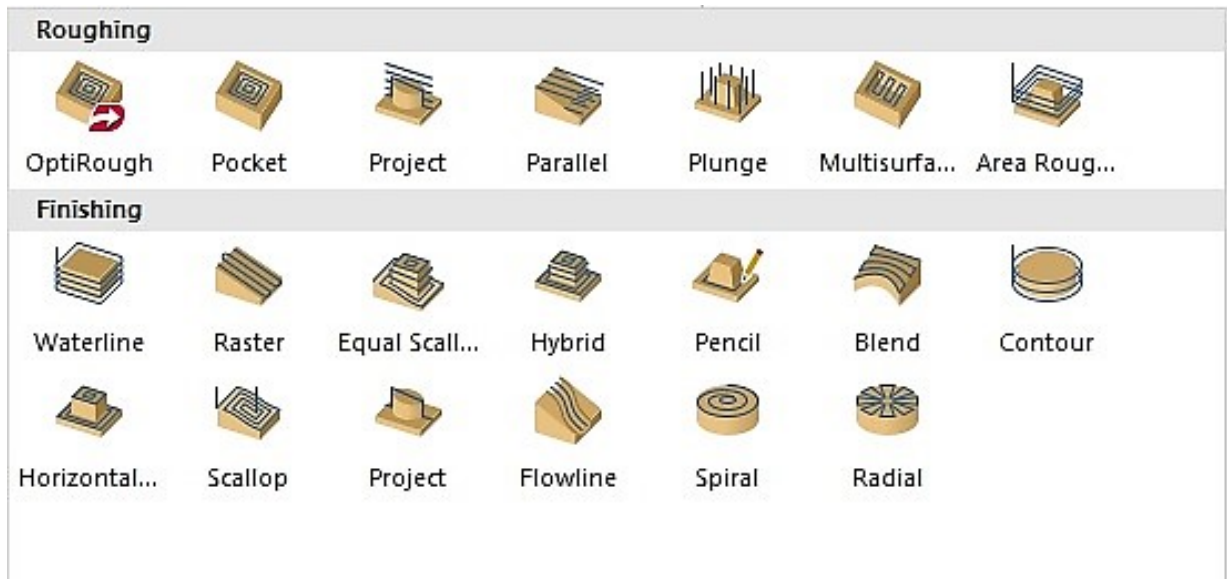 Roughing
OptiRough Pocket Project Parallel Plunge Multisurfa... Area Roug...
Finishing
Waterline Raster Equal Scall... Hybrid Pencil Blend Contour
Horizontal... Scallop Project Flowline Spiral Radial